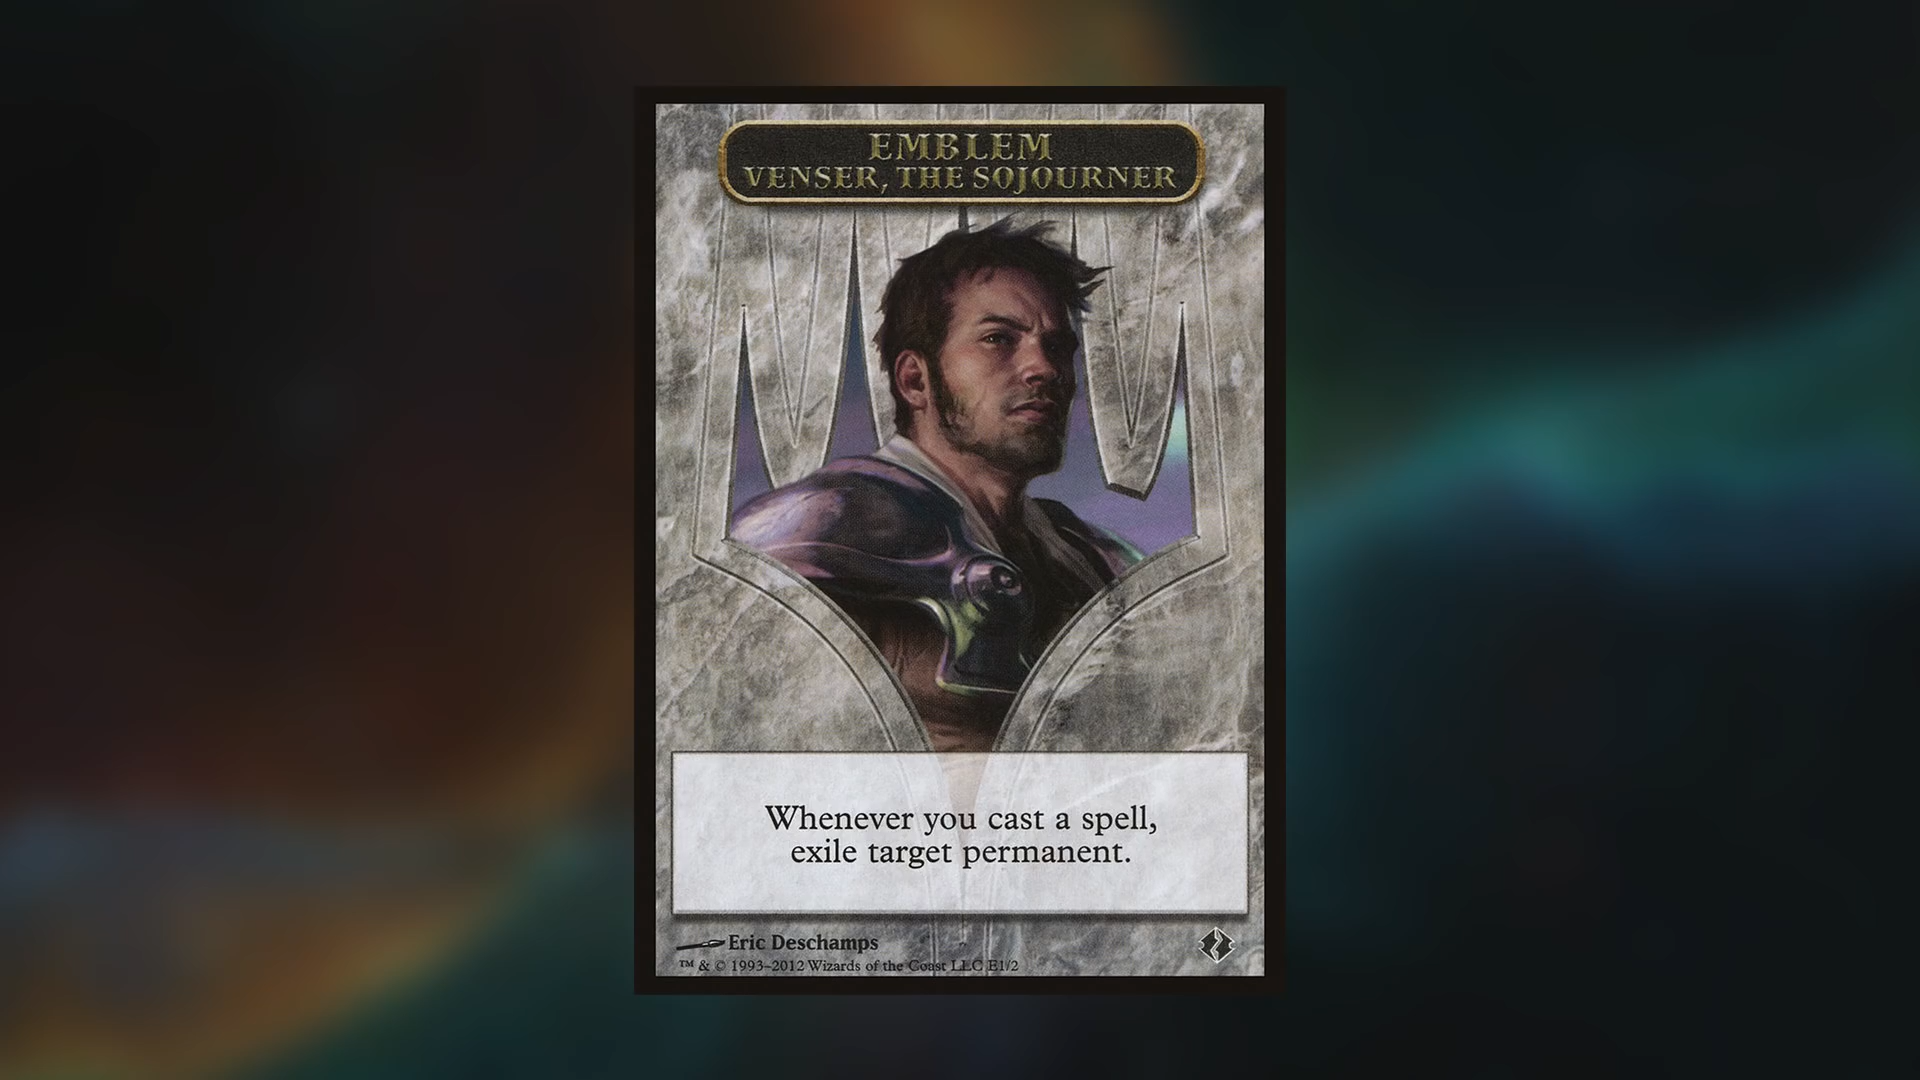 EMBLEM
VENSER, THE SOJOURNER
Whenever you cast a spell,
exile target permanent.
Eric Deschamps
™ & © 1993–2012 Wizards of the Coast LLC E1/2